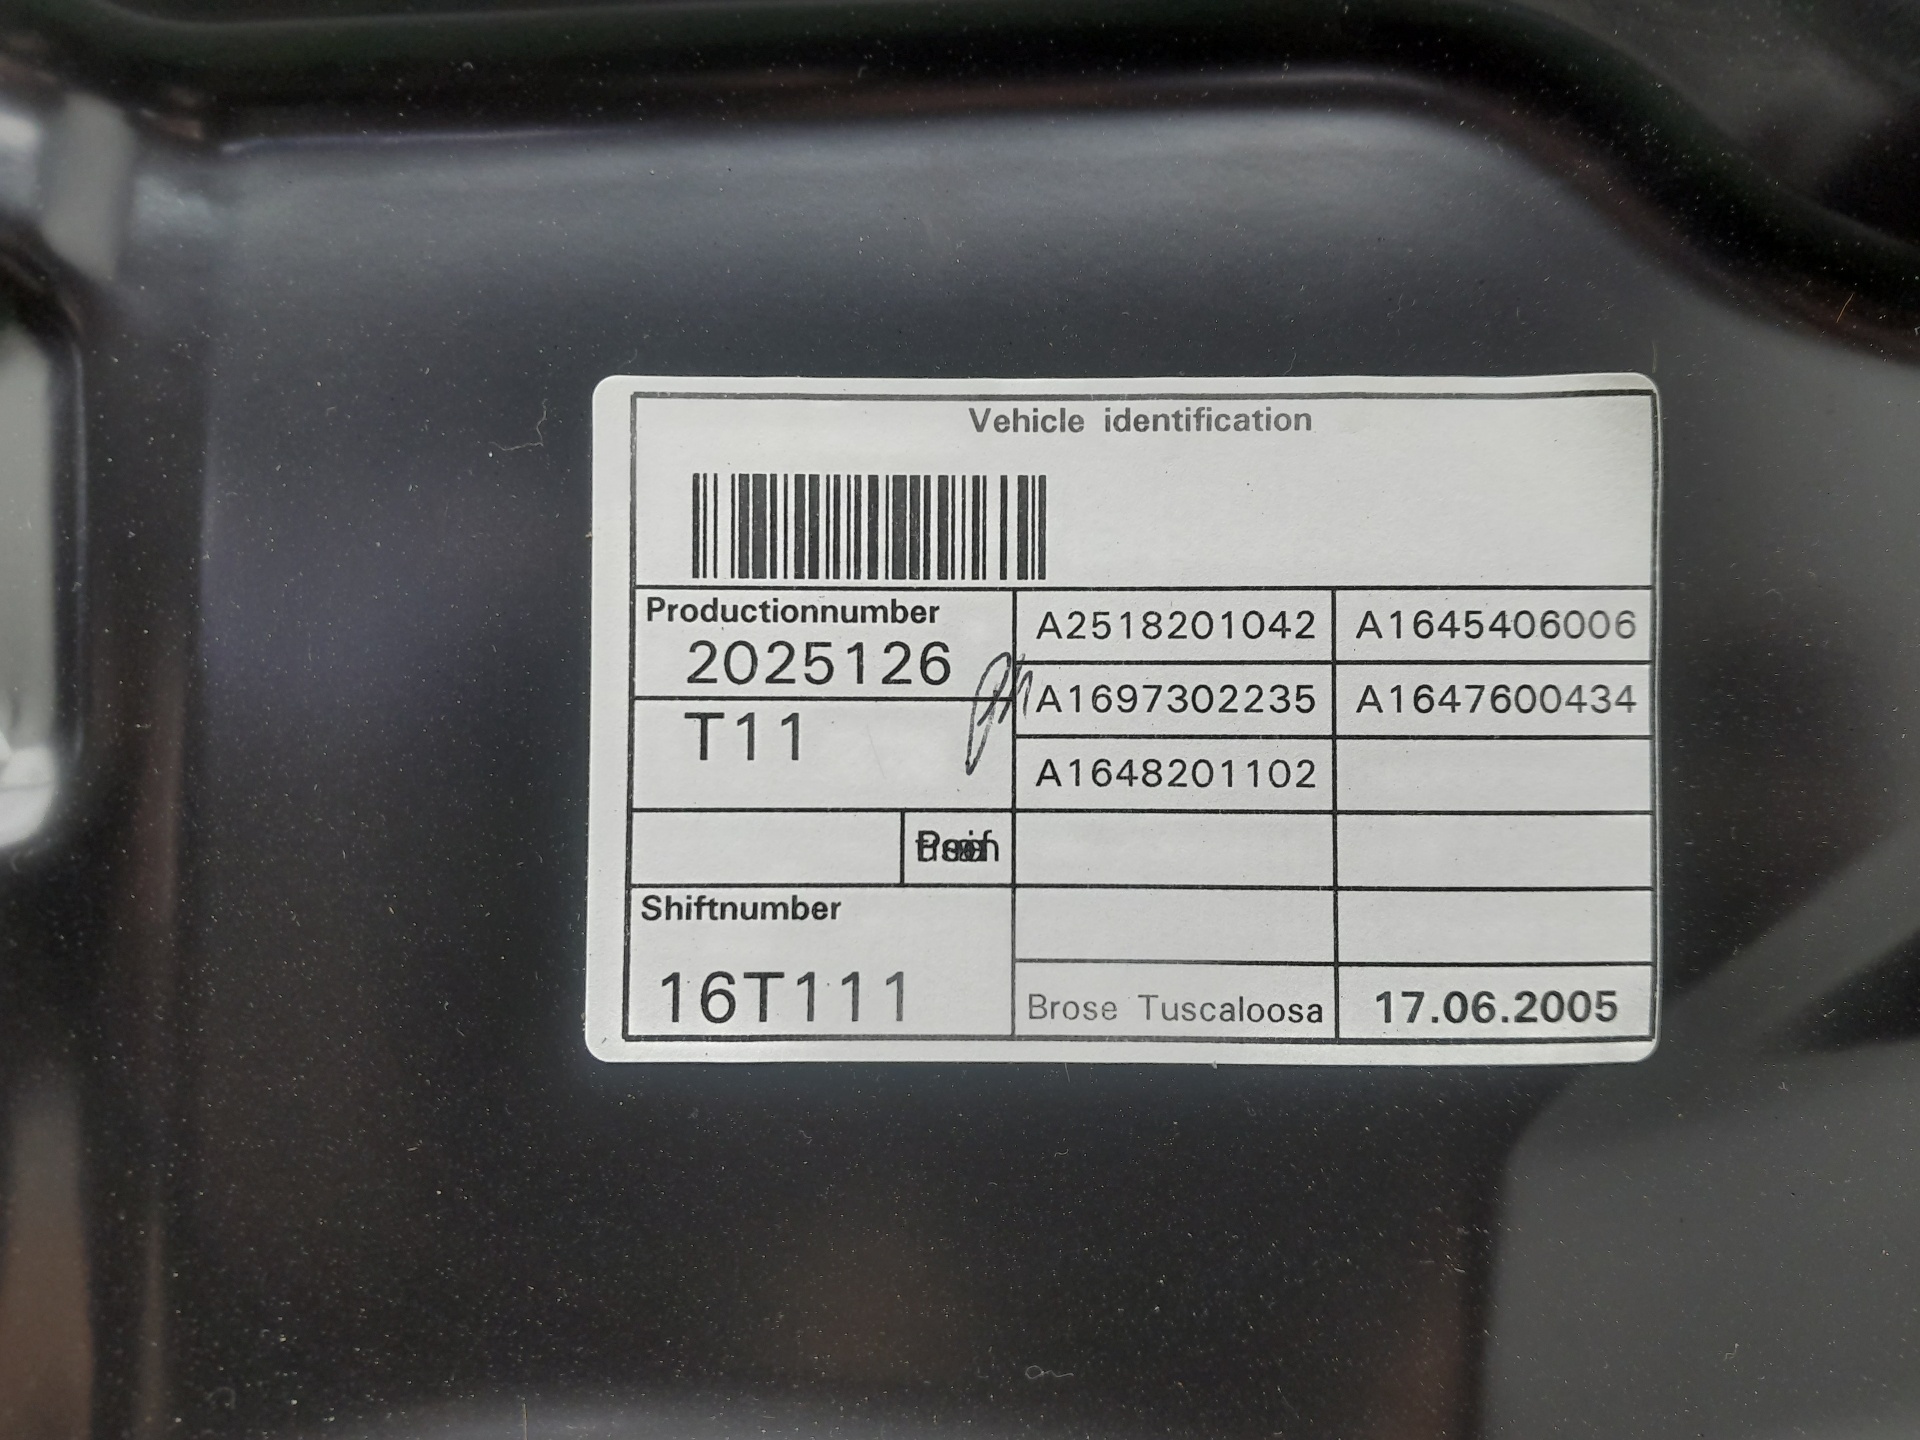 Vehicle identification
Productionnumber
2025126
T11
A2518201042 A1645406006
A1697302235 A1647600434
A1648201102
Shiftnumber
16T111
Brose Tuscaloosa 17.06.2005